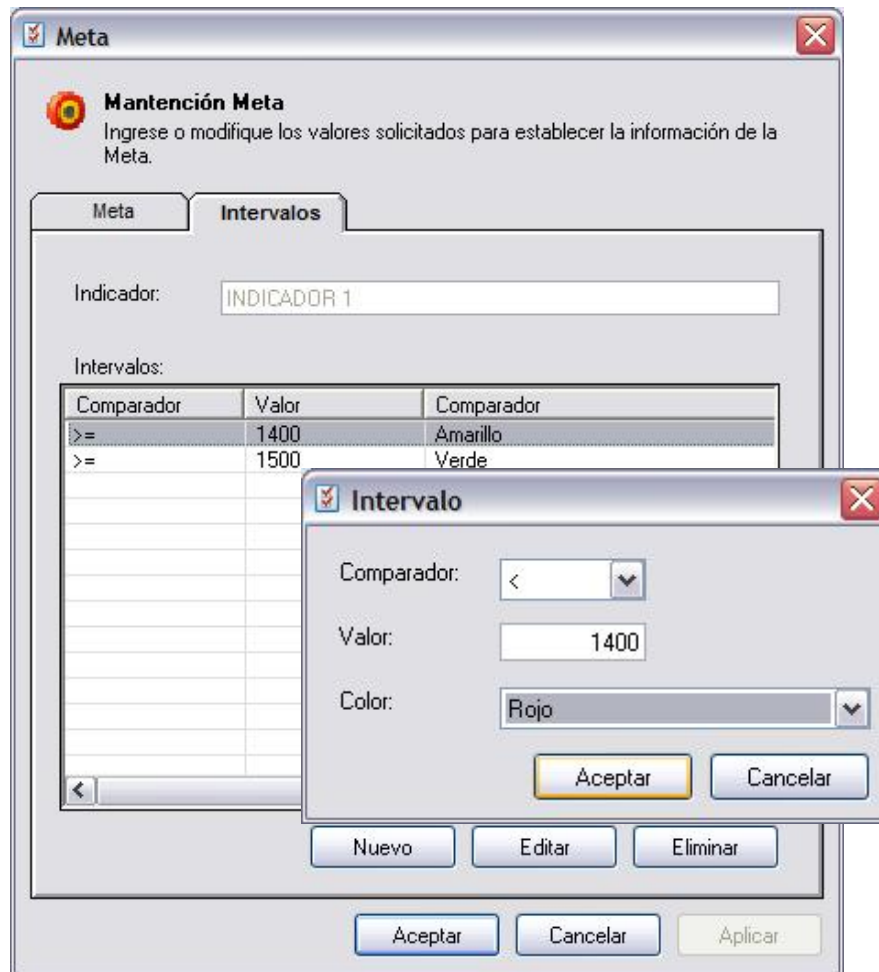 Meta
Mantención Meta
Ingrese o modifique los valores solicitados para establecer la información de la
Meta.
Meta Intervalos
Indicador: INDICADOR 1
Intervalos:
Comparador Valor Comparador
>= 1400 Amarillo
>= 1500 Verde
Intervalo
Comparador: <
Valor: 1400
Color: Rojo
Aceptar Cancelar
Nuevo Editar Eliminar
Aceptar Cancelar Aplicar